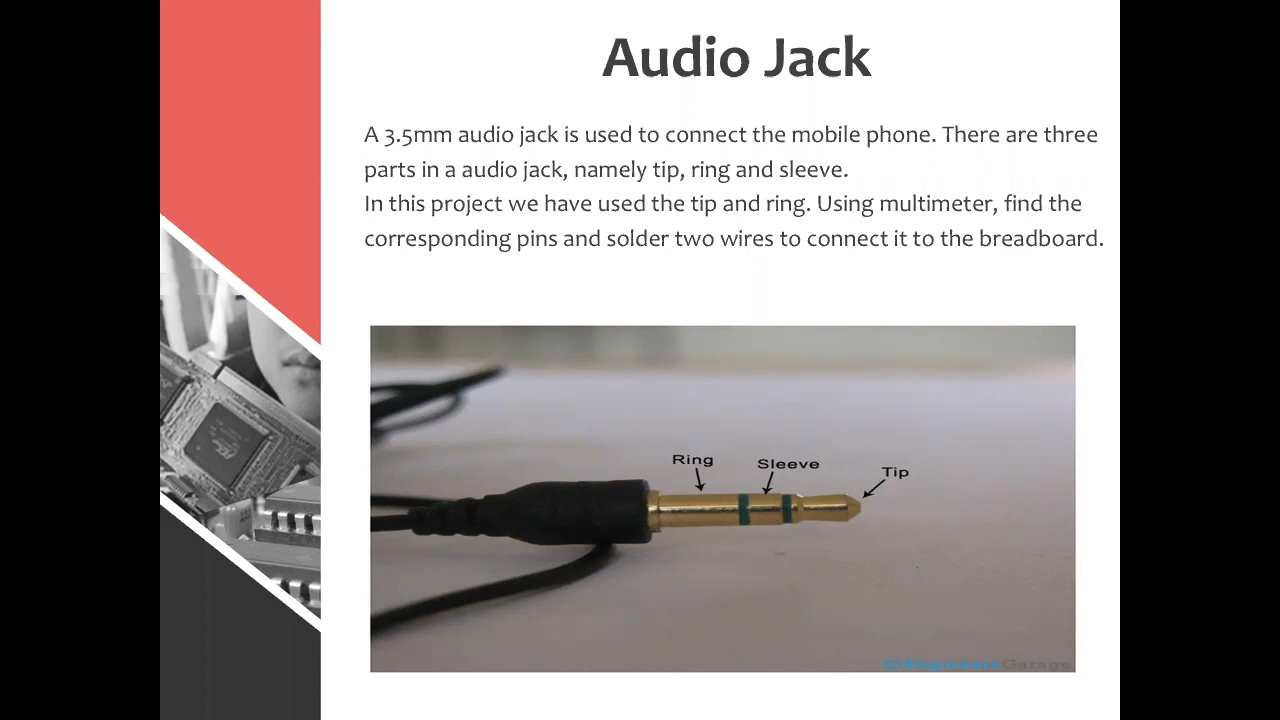 Audio Jack
A 3.5mm audio jack is used to connect the mobile phone. There are three
parts in a audio jack, namely tip, ring and sleeve.
In this project we have used the tip and ring. Using multimeter, find the
corresponding pins and solder two wires to connect it to the breadboard.
Ring
Sleeve
Tip
©EngineersGarage